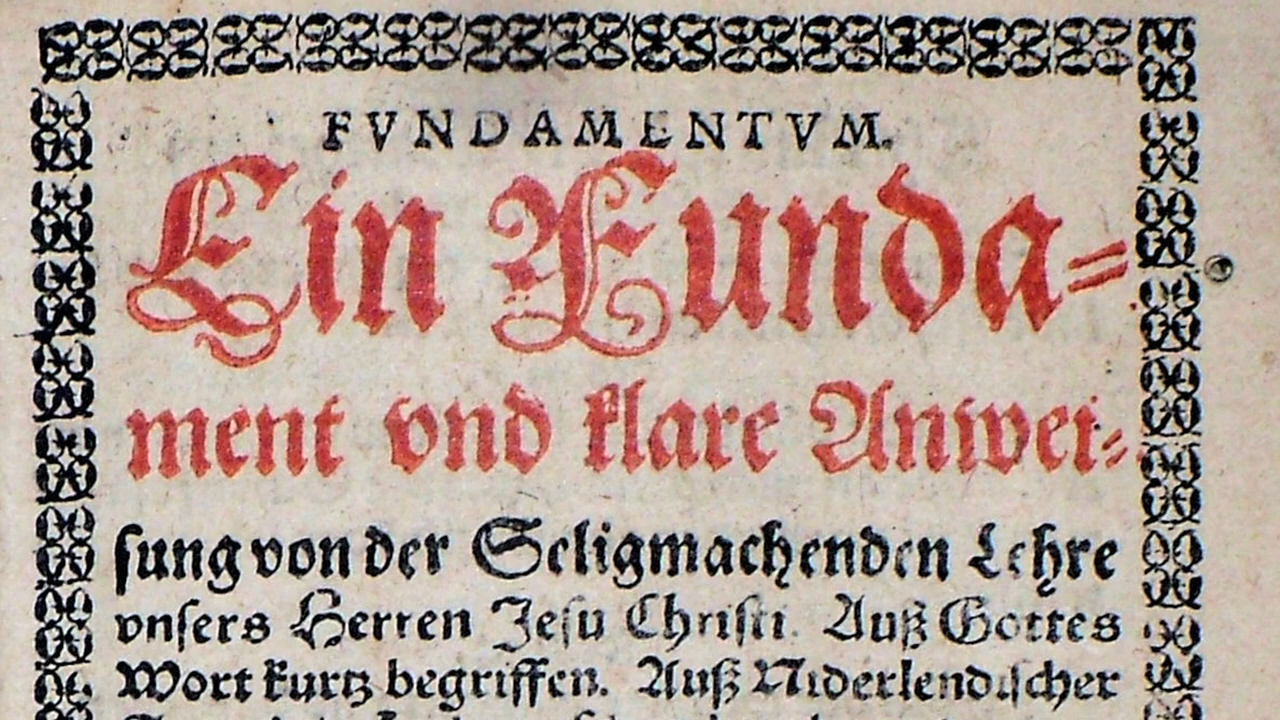 FVNDAMENTVM.
Ein Funda⸗
ment vnd klare Anwei⸗
sung von der Seligmachenden Lehre
vnsers Herren Jesu Christi. Auß Gottes
Wort kurtz begriffen. Auß Niderlendischer